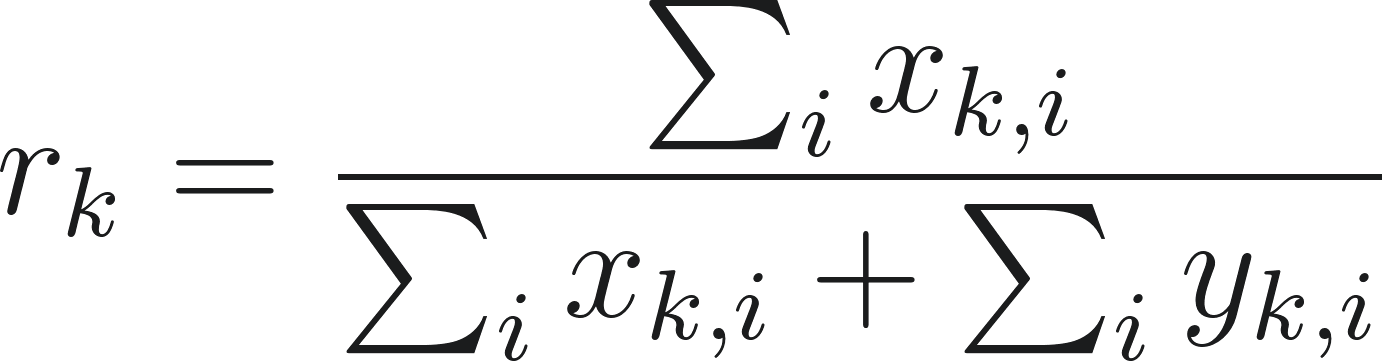 r_k = \frac{\sum_i x_{k,i}}{\sum_i x_{k,i} + \sum_i y_{k,i}}